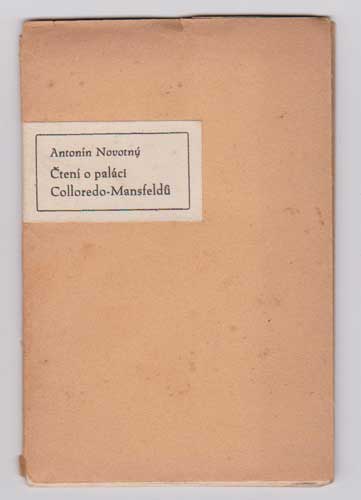 Antonín Novotný
Čtení o paláci
Colloredo-Mansfeldů